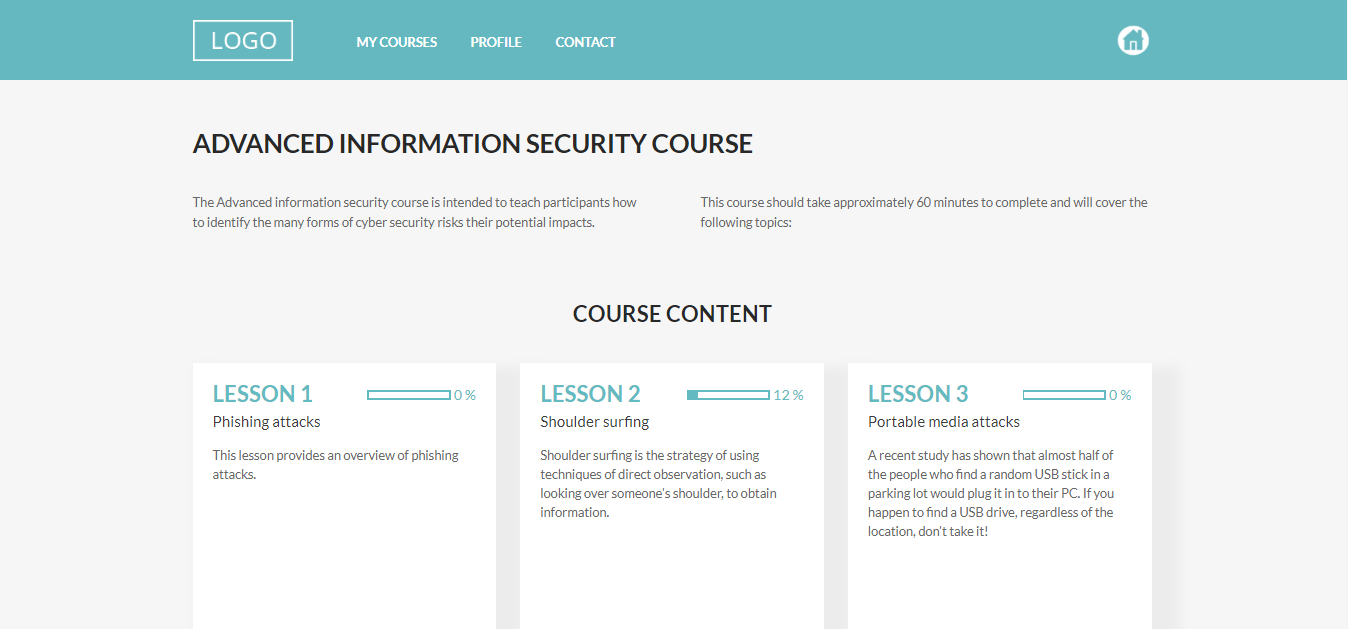 LOGO
MY COURSES
PROFILE
CONTACT
ADVANCED INFORMATION SECURITY COURSE
The Advanced information security course is intended to teach participants how
to identify the many forms of cyber security risks their potential impacts.
This course should take approximately 60 minutes to complete and will cover the
following topics:
COURSE CONTENT
LESSON 1
0 %
Phishing attacks
This lesson provides an overview of phishing
attacks.
LESSON 2
12 %
Shoulder surfing
Shoulder surfing is the strategy of using
techniques of direct observation, such as
looking over someone's shoulder, to obtain
information.
LESSON 3
0 %
Portable media attacks
A recent study has shown that almost half of
the people who find a random USB stick in a
parking lot would plug it in to their PC. If you
happen to find a USB drive, regardless of the
location, don't take it!